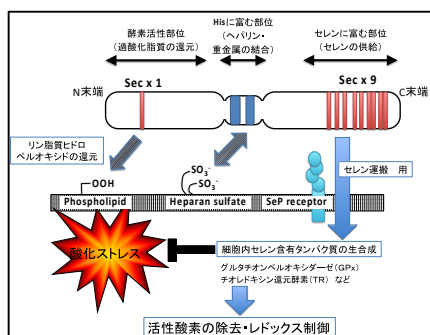 酵素活性部位
(過酸化脂質の還元)
Hisに富む部位
(ヘパリン・
重金属の結合)
セレンに富む部位
(セレンの供給)
N末端
Sec x 1
Sec x 9
C末端
リン脂質ヒドロ
ペルオキシドの還元
SO₃⁻
SO₃⁻
セレン運搬 用
OOH
Phospholipid
Heparan sulfate
SeP receptor
酸化ストレス
細胞内セレン含有タンパク質の生合成
グルタチオンペルオキシダーゼ(GPx)
チオレドキシン還元酵素(TR) など
活性酸素の除去・レドックス制御